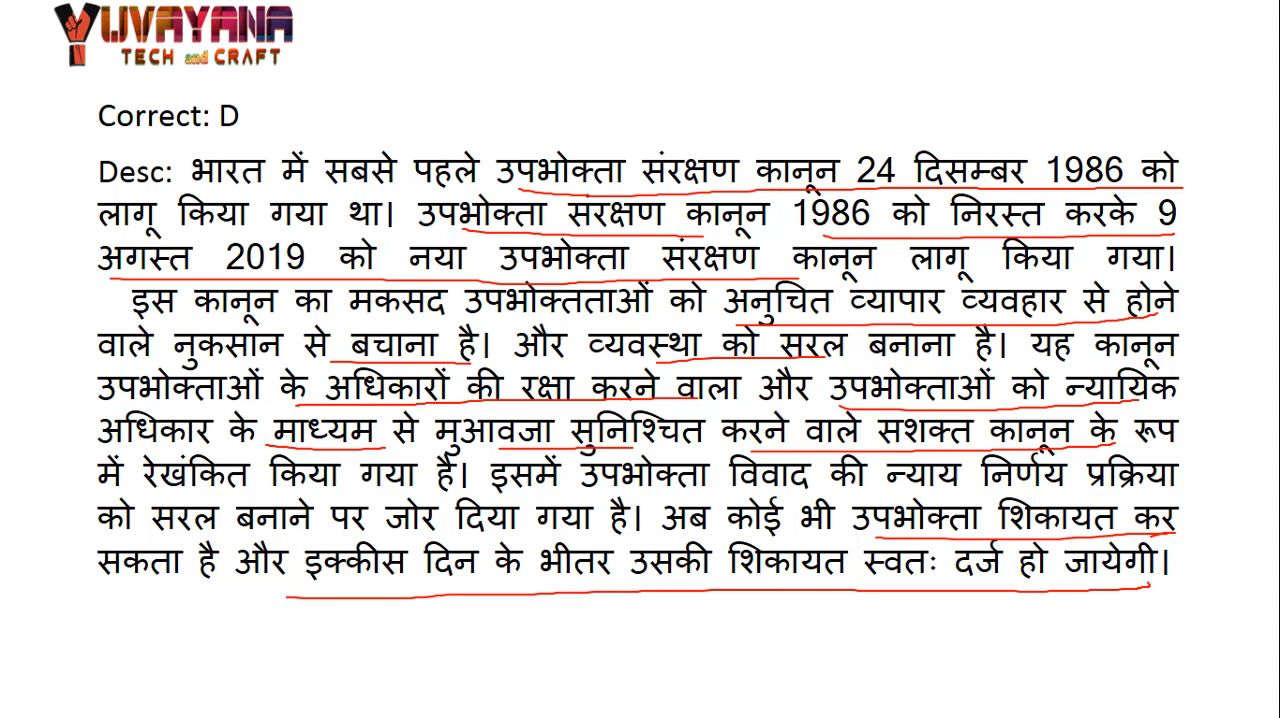 YUVAYANA
TECH and CRAFT
Correct: D
Desc: भारत में सबसे पहले उपभोक्ता संरक्षण कानून 24 दिसम्बर 1986 को
लागू किया गया था। उपभोक्ता संरक्षण कानून 1986 को निरस्त करके 9
अगस्त 2019 को नया उपभोक्ता संरक्षण कानून लागू किया गया।
इस कानून का मकसद उपभोक्तताओं को अनुचित व्यापार व्यवहार से होने
वाले नुकसान से बचाना है। और व्यवस्था को सरल बनाना है। यह कानून
उपभोक्ताओं के अधिकारों की रक्षा करने वाला और उपभोक्ताओं को न्यायिक
अधिकार के माध्यम से मुआवजा सुनिश्चित करने वाले सशक्त कानून के रूप
में रेखंकित किया गया है। इसमें उपभोक्ता विवाद की न्याय निर्णय प्रक्रिया
को सरल बनाने पर जोर दिया गया है। अब कोई भी उपभोक्ता शिकायत कर
सकता है और इक्कीस दिन के भीतर उसकी शिकायत स्वतः दर्ज हो जायेगी।